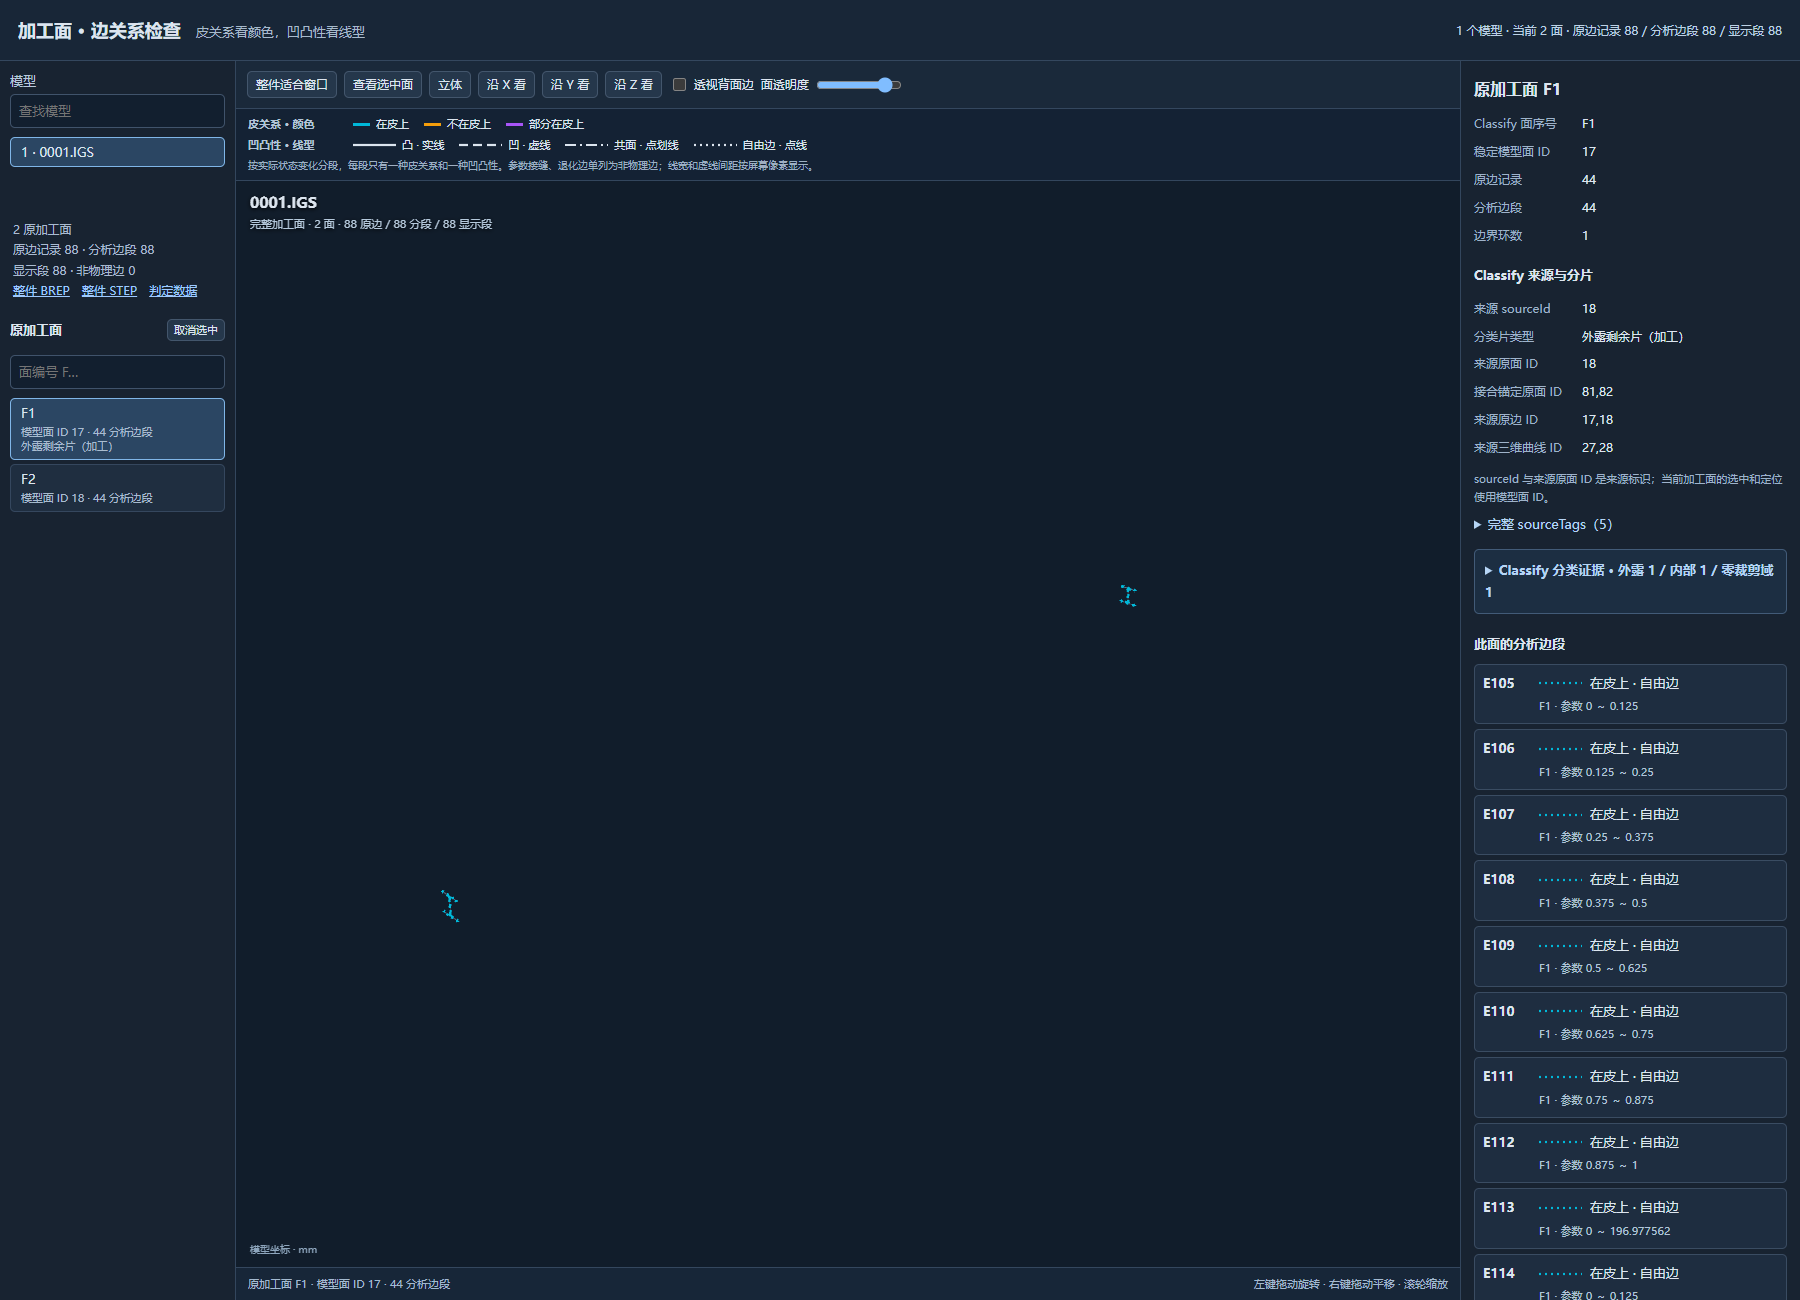 加工面 • 边关系检查
皮关系看颜色，凹凸性看线型
1 个模型 · 当前 2 面 · 原边记录 88 / 分析边段 88 / 显示段 88
模型
查找模型
1 · 0001.IGS
2 原加工面
原边记录 88 · 分析边段 88
显示段 88 · 非物理边 0
整件 BREP 整件 STEP 判定数据
原加工面
取消选中
面编号 F...
F1
模型面 ID 17 · 44 分析边段
外露剩余片（加工）
F2
模型面 ID 18 · 44 分析边段
整件适合窗口 查看选中面 立体 沿 X 看 沿 Y 看 沿 Z 看 透视背面边 面透明度
皮关系 • 颜色 在皮上 不在皮上 部分在皮上
凹凸性 • 线型 凸 · 实线 凹 · 虚线 共面 · 点划线 自由边 · 点线
按实际状态变化分段，每段只有一种皮关系和一种凹凸性。参数接缝、退化边单列为非物理边；线宽和虚线间距按屏幕像素显示。
0001.IGS
完整加工面 · 2 面 · 88 原边 / 88 分段 / 88 显示段
模型坐标 · mm
原加工面 F1 · 模型面 ID 17 · 44 分析边段
左键拖动旋转 · 右键拖动平移 · 滚轮缩放
原加工面 F1
Classify 面序号 F1
稳定模型面 ID 17
原边记录 44
分析边段 44
边界环数 1
Classify 来源与分片
来源 sourceId 18
分类片类型 外露剩余片（加工）
来源原面 ID 18
接合锚定原面 ID 81,82
来源原边 ID 17,18
来源三维曲线 ID 27,28
sourceId 与来源原面 ID 是来源标识；当前加工面的选中和定位
使用模型面 ID。
▶ 完整 sourceTags（5）
▶ Classify 分类证据 • 外露 1 / 内部 1 / 零裁剪域
1
此面的分析边段
E105 在皮上 · 自由边
F1 · 参数 0 ～ 0.125
E106 在皮上 · 自由边
F1 · 参数 0.125 ～ 0.25
E107 在皮上 · 自由边
F1 · 参数 0.25 ～ 0.375
E108 在皮上 · 自由边
F1 · 参数 0.375 ～ 0.5
E109 在皮上 · 自由边
F1 · 参数 0.5 ～ 0.625
E110 在皮上 · 自由边
F1 · 参数 0.625 ～ 0.75
E111 在皮上 · 自由边
F1 · 参数 0.75 ～ 0.875
E112 在皮上 · 自由边
F1 · 参数 0.875 ～ 1
E113 在皮上 · 自由边
F1 · 参数 0 ～ 196.977562
E114 在皮上 · 自由边
F1 · 参数 0 ～ 0.125